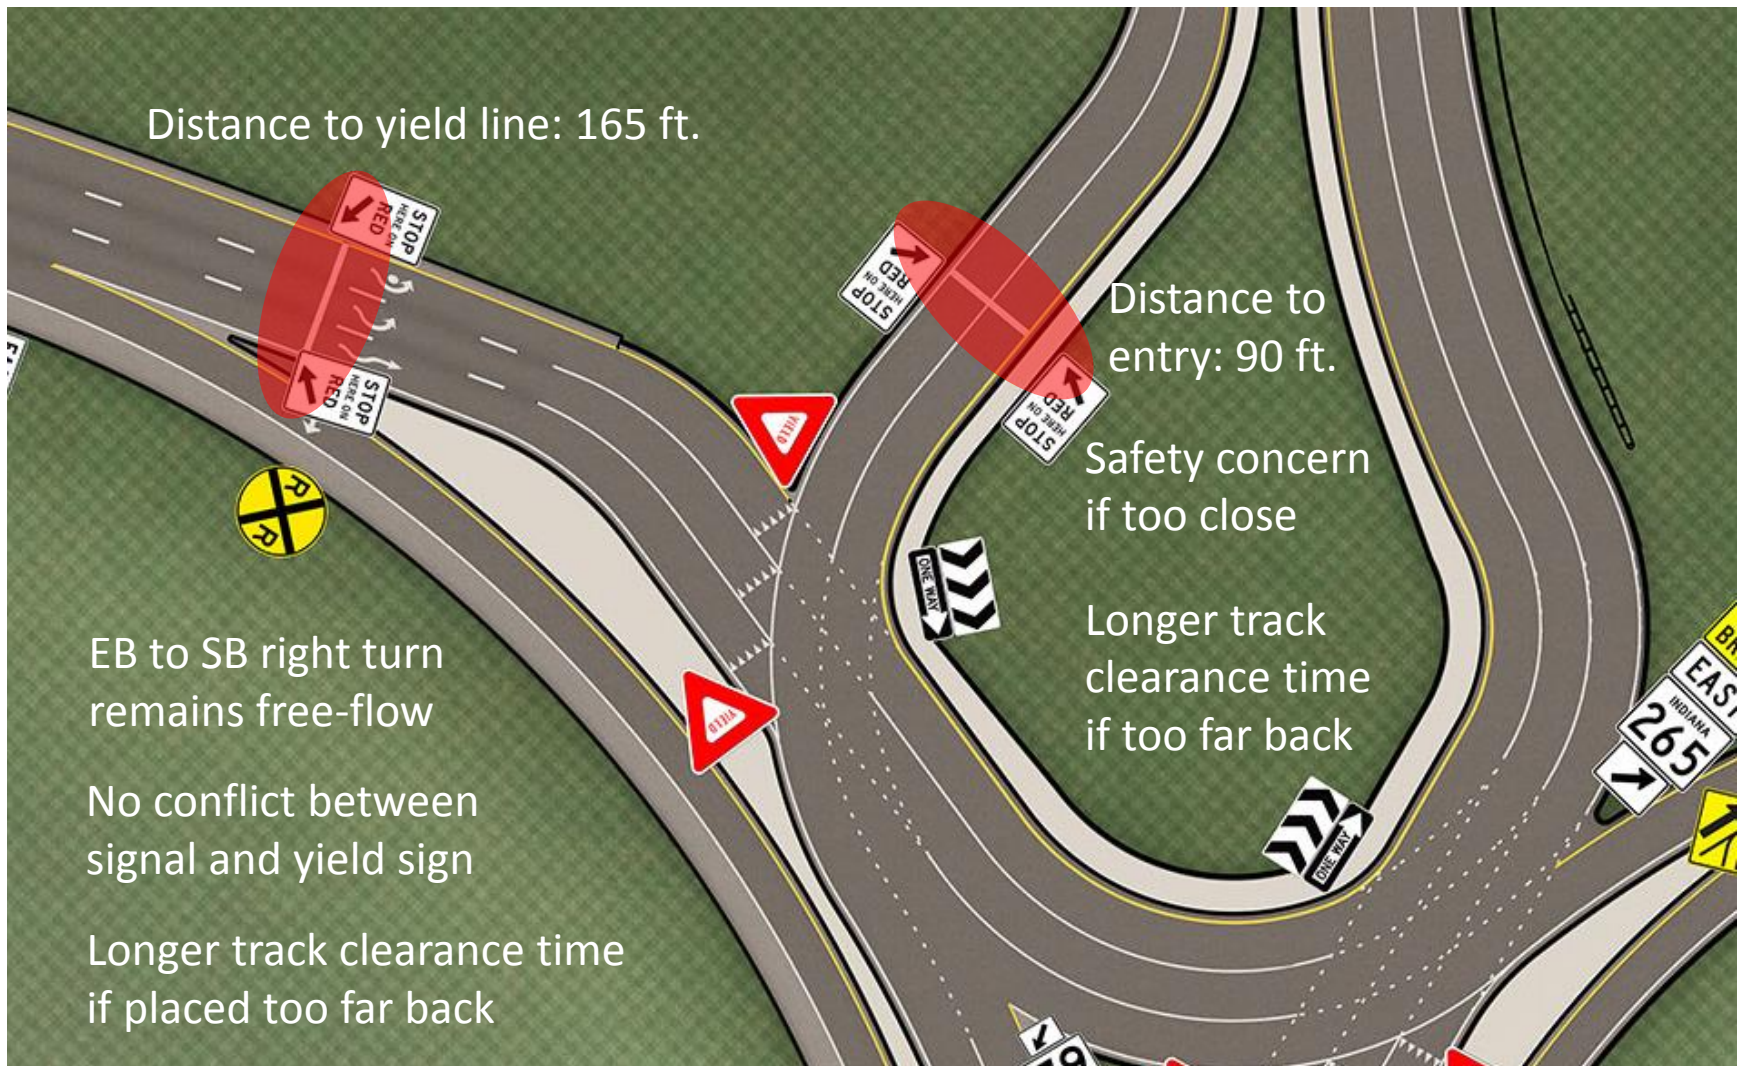 Distance to yield line: 165 ft.
STOP
HERE ON
RED
STOP
HERE ON
RED
STOP
HERE ON
RED
STOP
HERE ON
RED
Distance to
entry: 90 ft.
Safety concern
if too close
Longer track
clearance time
if too far back
YIELD
YIELD
R
R
ONE WAY
ONE WAY
EAST
INDIANA
265
EB to SB right turn
remains free-flow
No conflict between
signal and yield sign
Longer track clearance time
if placed too far back